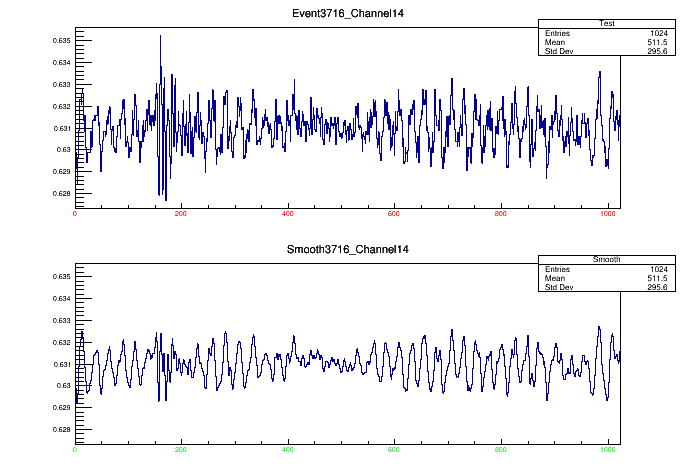 Event3716_Channel14
Test
Entries 1024
Mean 511.5
Std Dev 295.6
0.635
0.634
0.633
0.632
0.631
0.63
0.629
0.628
0 200 400 600 800 1000
Smooth3716_Channel14
Smooth
Entries 1024
Mean 511.5
Std Dev 295.6
0.635
0.634
0.633
0.632
0.631
0.63
0.629
0.628
0 200 400 600 800 1000